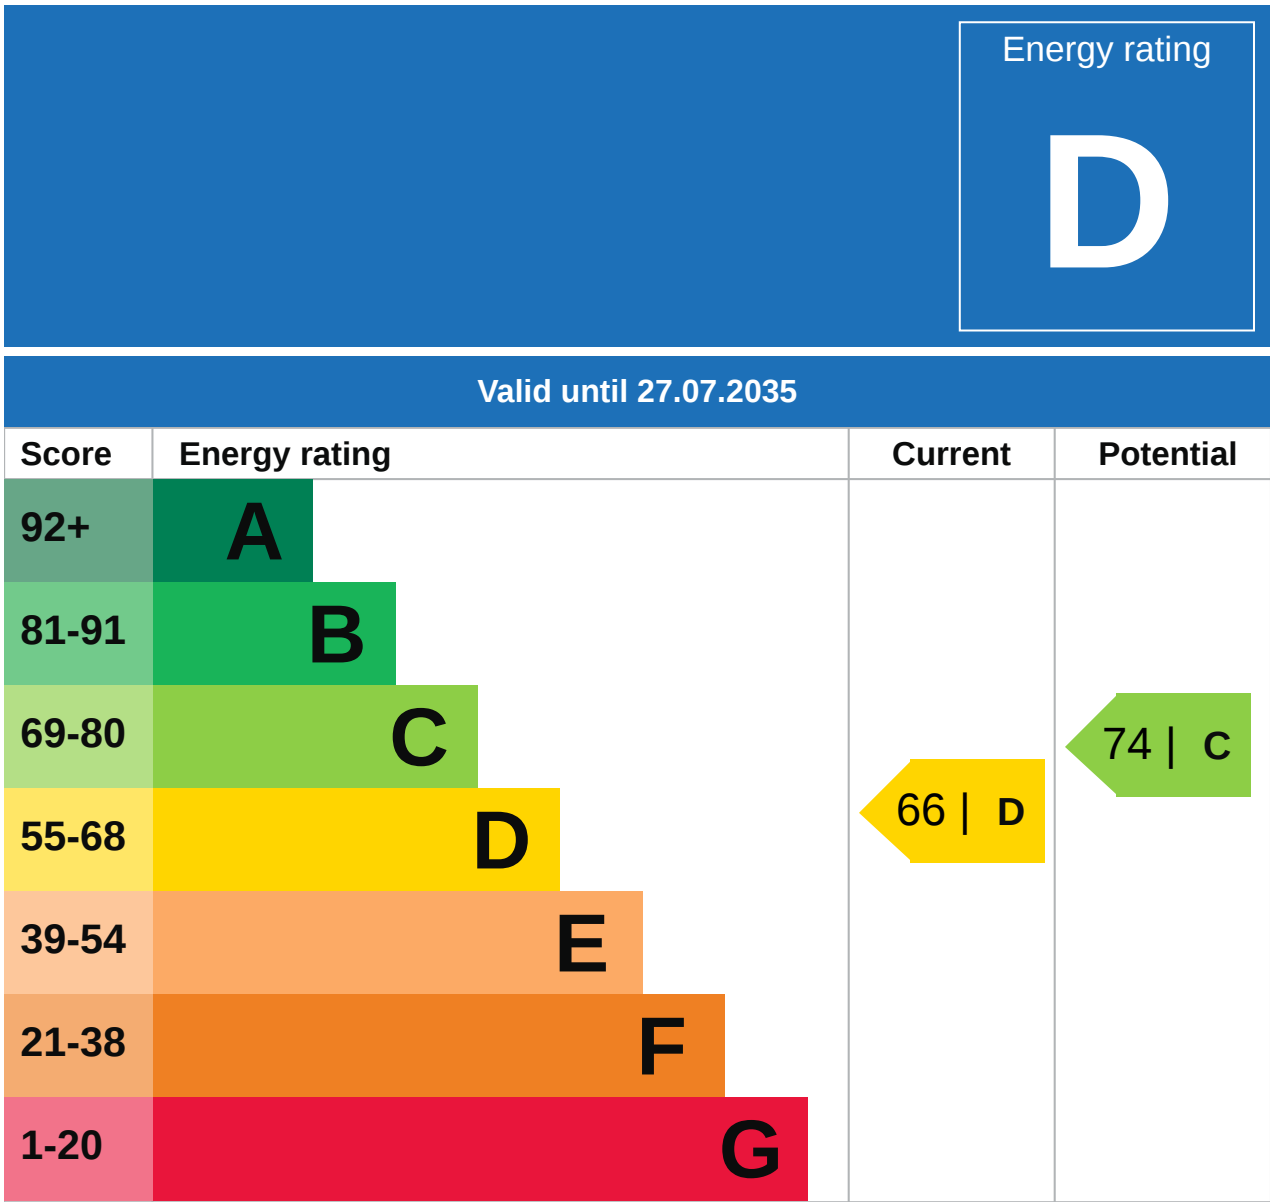 Energy rating
D
Valid until 27.07.2035
Score Energy rating Current Potential
92+ A
81-91 B
69-80 C
74 | C
55-68 D
66 | D
39-54 E
21-38 F
1-20 G